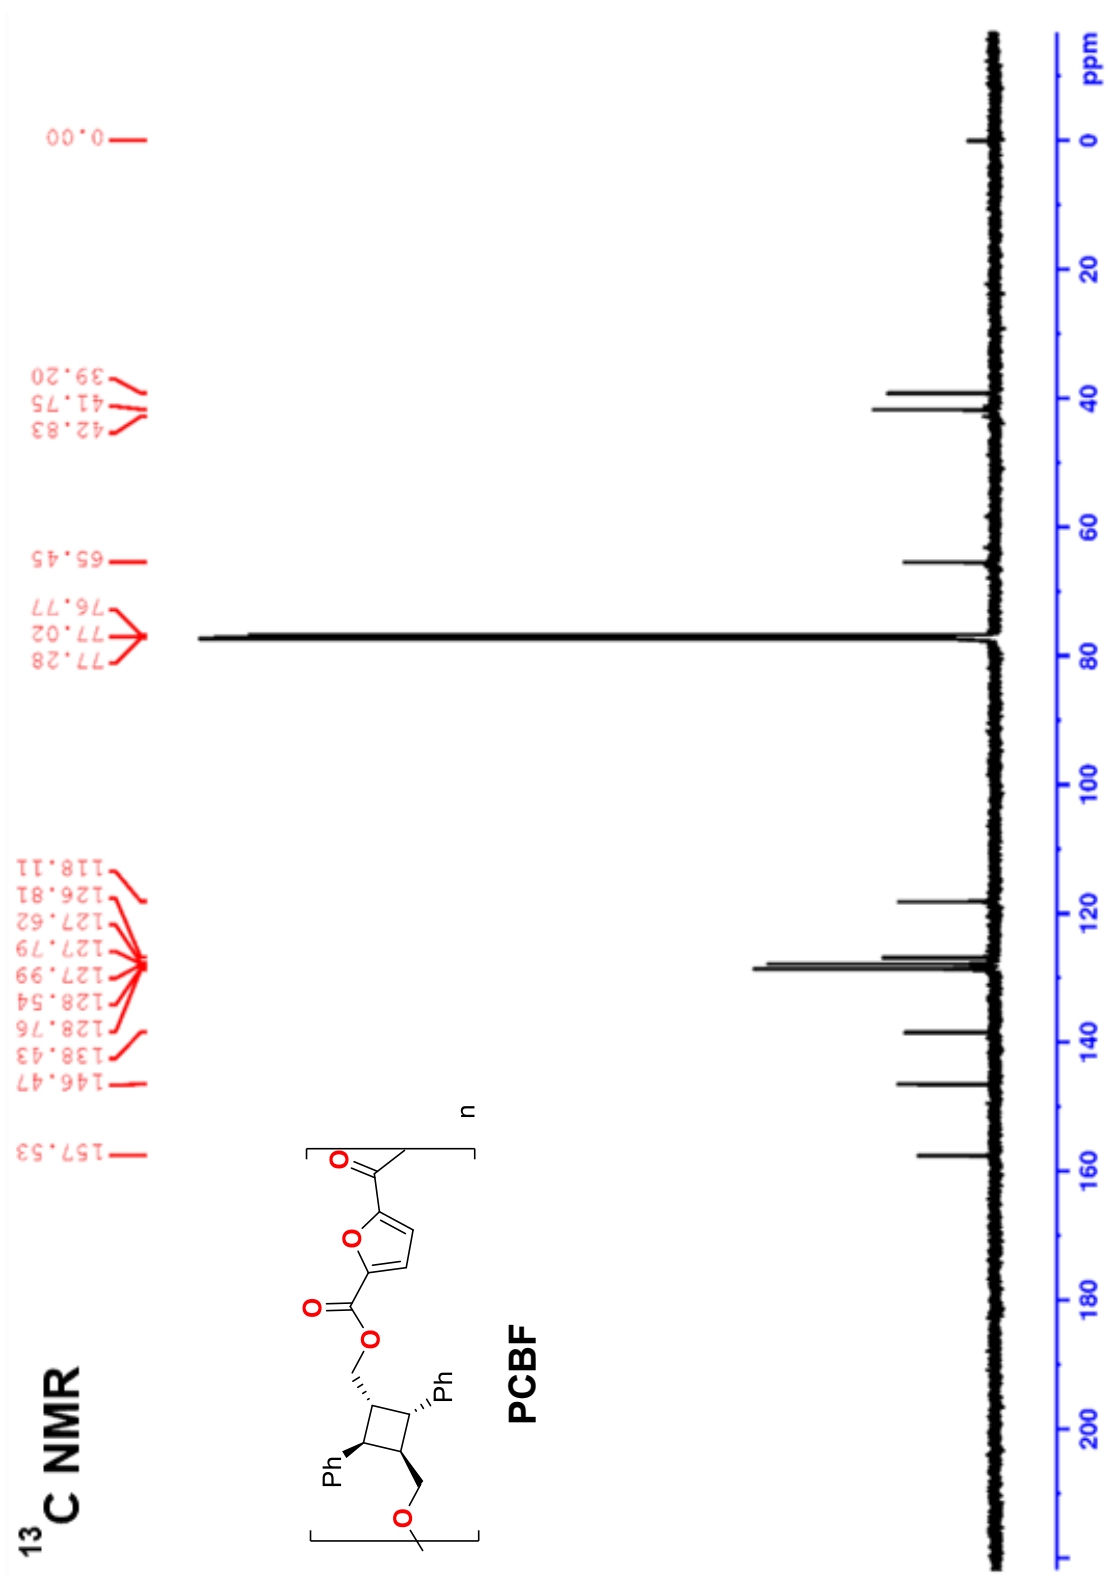 13C NMR
157.53
146.47
138.43
128.76
128.54
127.99
127.79
127.62
126.81
118.11
77.28
77.02
76.77
65.45
42.83
41.75
39.20
0.00
Ph
O
O
O
O
O
n
Ph
PCBF
200 180 160 140 120 100 80 60 40 20 0 ppm